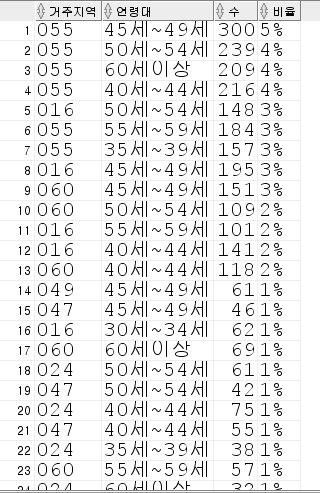 거주지역 연령대 수 비율
1 055 45세~49세 300 5%
2 055 50세~54세 239 4%
3 055 60세이상 209 4%
4 055 40세~44세 216 4%
5 016 50세~54세 148 3%
6 055 55세~59세 184 3%
7 055 35세~39세 157 3%
8 016 45세~49세 195 3%
9 060 45세~49세 151 3%
10 060 50세~54세 109 2%
11 016 55세~59세 101 2%
12 016 40세~44세 141 2%
13 060 40세~44세 118 2%
14 049 45세~49세 61 1%
15 047 45세~49세 46 1%
16 016 30세~34세 62 1%
17 060 60세이상 69 1%
18 024 50세~54세 61 1%
19 047 50세~54세 42 1%
20 024 40세~44세 75 1%
21 047 40세~44세 55 1%
22 024 35세~39세 38 1%
23 060 55세~59세 57 1%
24 024 60세이상 32 1%